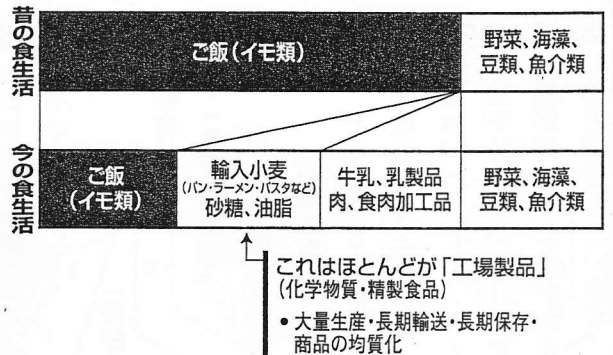 昔の食生活
ご飯(イモ類)
野菜、海藻、
豆類、魚介類
今の食生活
ご飯
(イモ類)
輸入小麦
(パン・ラーメン・パスタなど)
砂糖、油脂
牛乳、乳製品
肉、食肉加工品
野菜、海藻、
豆類、魚介類
これはほとんどが「工場製品」
(化学物質・精製食品)
• 大量生産・長期輸送・長期保存・
商品の均質化